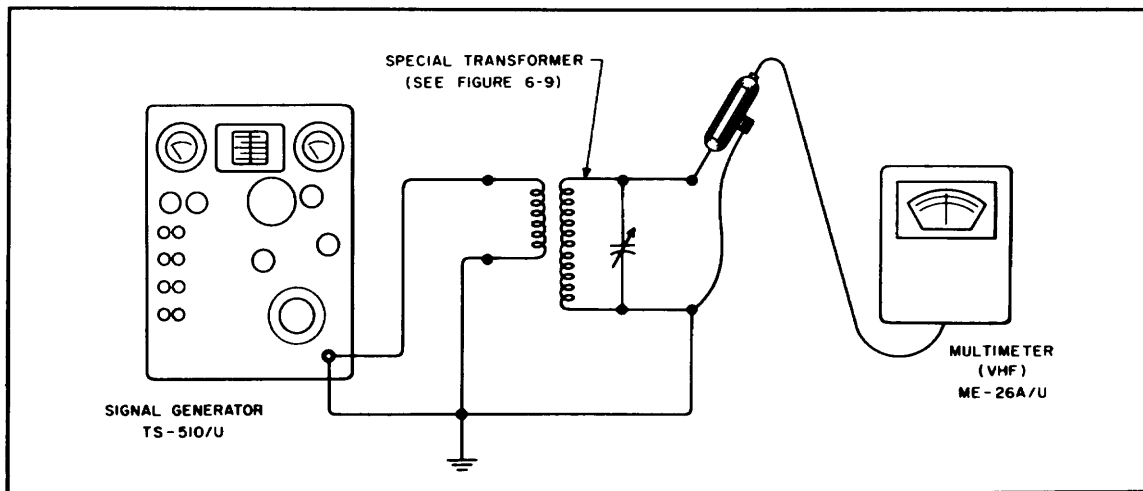 SPECIAL TRANSFORMER
(SEE FIGURE 6-9)
SIGNAL GENERATOR
TS-510/U
MULTIMETER
(VHF)
ME-26A/U